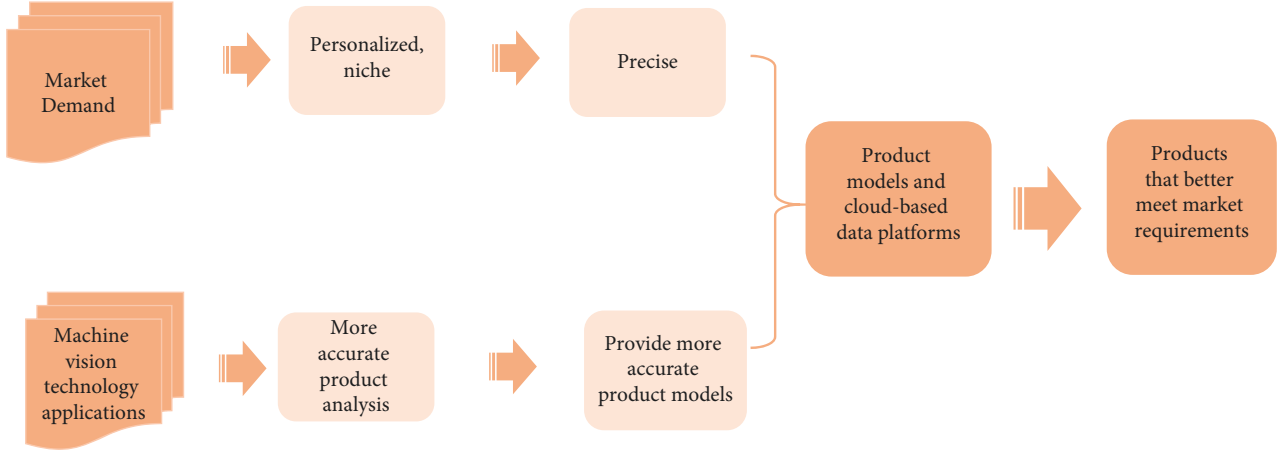 Market
Demand
Personalized,
niche
Precise
Product
models and
cloud-based
data platforms
Products
that better
meet market
requirements
Machine
vision
technology
applications
More
accurate
product
analysis
Provide more
accurate
product models